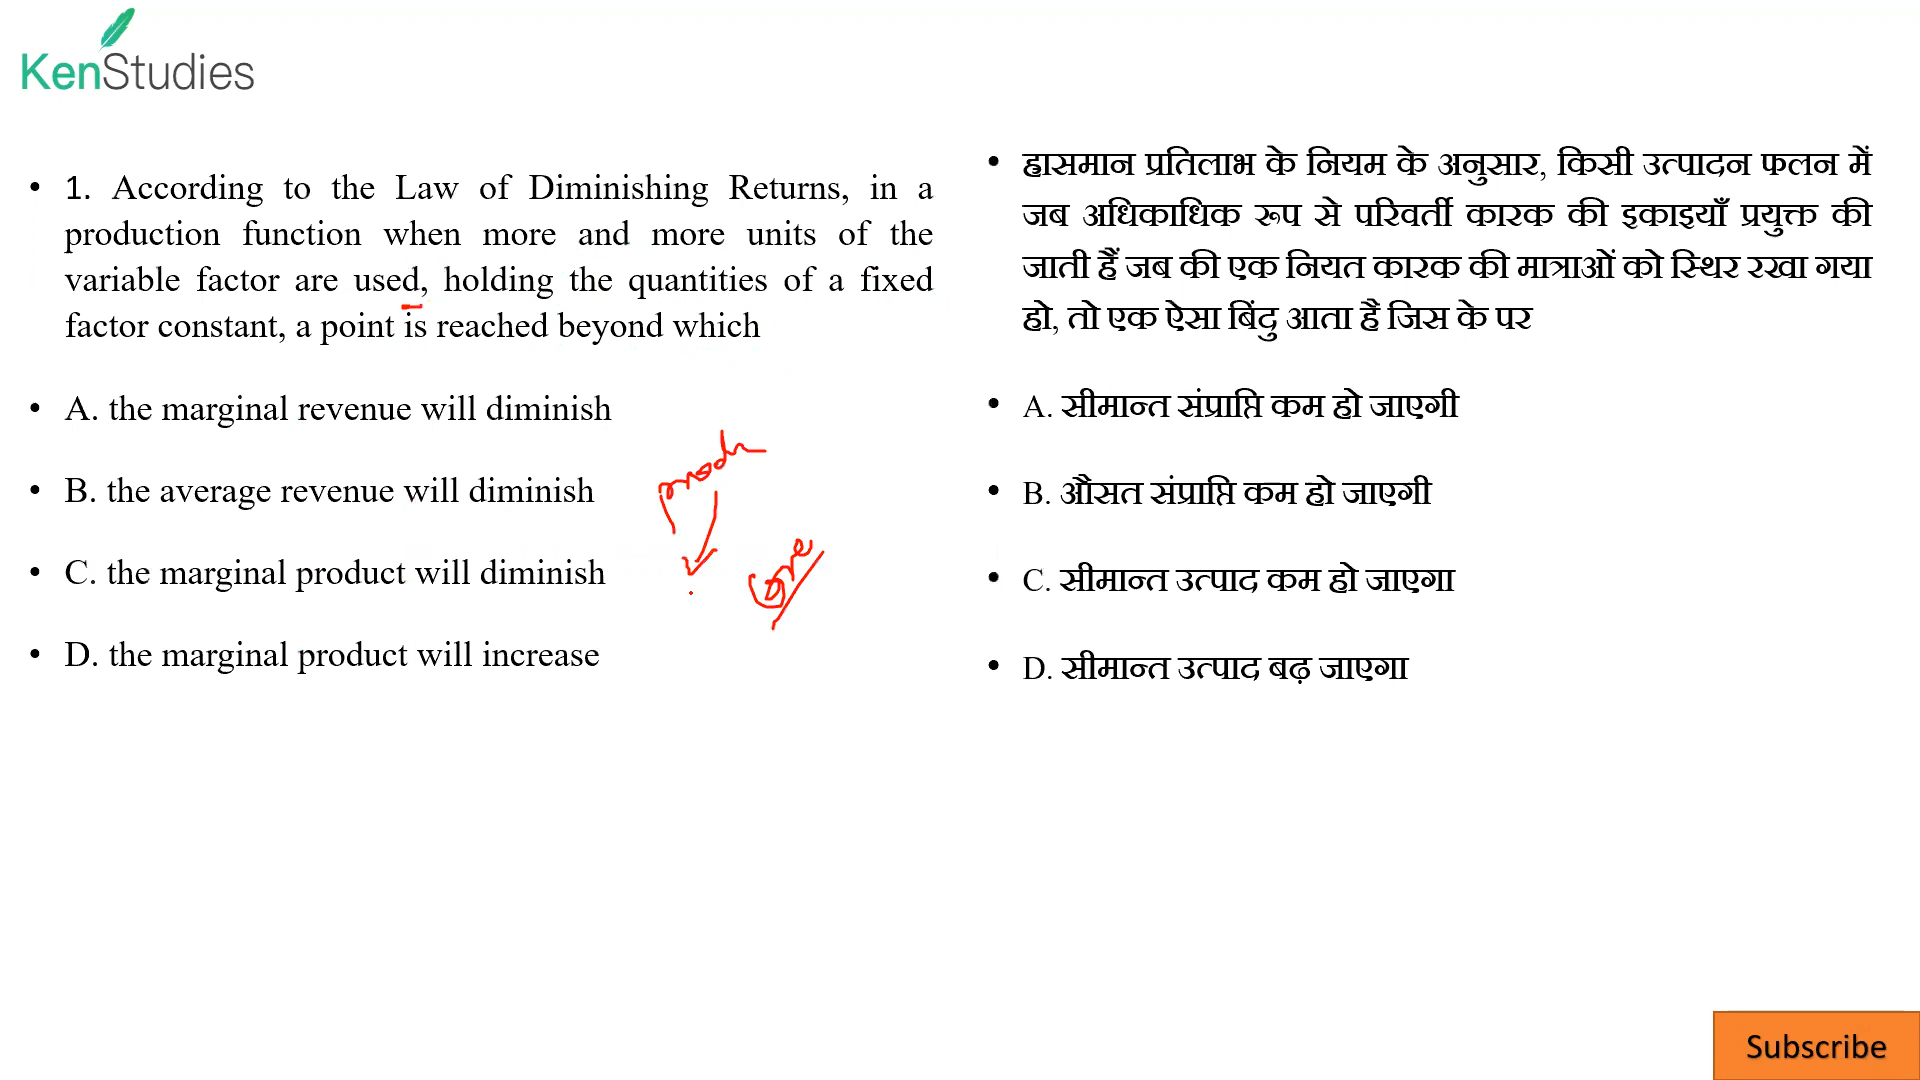 KenStudies
• 1. According to the Law of Diminishing Returns, in a
production function when more and more units of the
variable factor are used, holding the quantities of a fixed
factor constant, a point is reached beyond which
• A. the marginal revenue will diminish
• B. the average revenue will diminish
• C. the marginal product will diminish
• D. the marginal product will increase
• ह्रासमान प्रतिलाभ के नियम के अनुसार, किसी उत्पादन फलन में
जब अधिकाधिक रूप से परिवर्ती कारक की इकाइयाँ प्रयुक्त की
जाती हैं जब की एक नियत कारक की मात्राओं को स्थिर रखा गया
हो, तो एक ऐसा बिंदु आता है जिस के पर
• A. सीमान्त संप्राप्ति कम हो जाएगी
• B. औसत संप्राप्ति कम हो जाएगी
• C. सीमान्त उत्पाद कम हो जाएगा
• D. सीमान्त उत्पाद बढ़ जाएगा
Subscribe